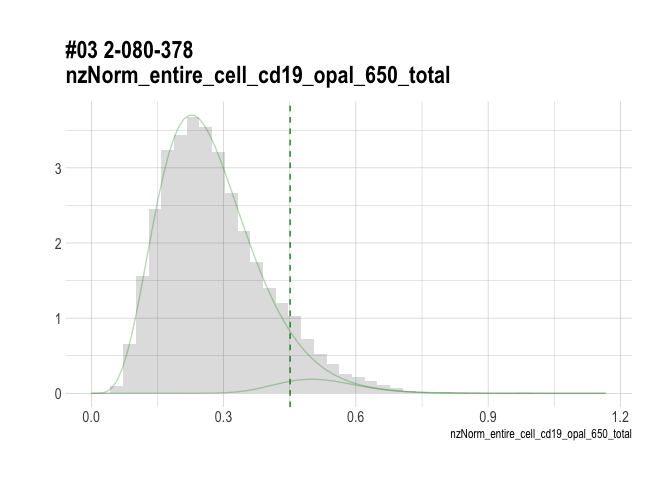 #03 2-080-378
nzNorm_entire_cell_cd19_opal_650_total
3
2
1
0
0.0 0.3 0.6 0.9 1.2
nzNorm_entire_cell_cd19_opal_650_total